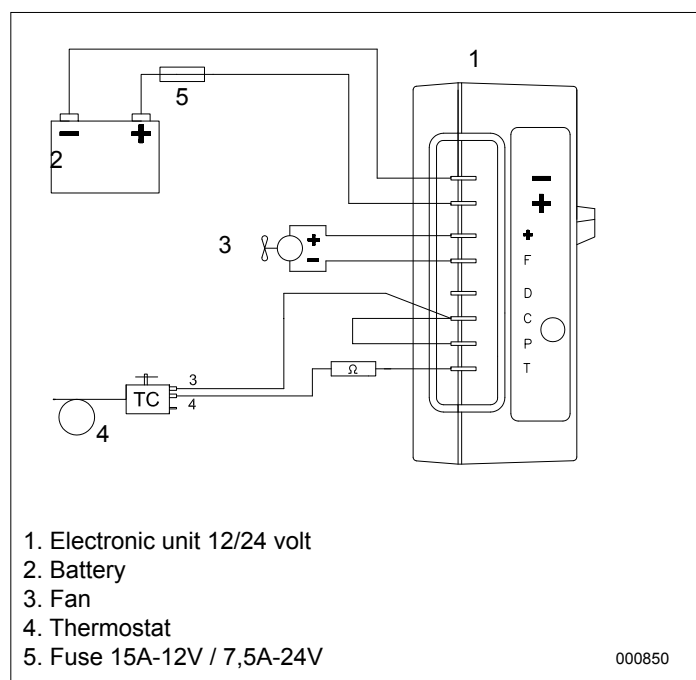 1
5
− +
2
−
+
+
F
D
C
P
T
3
+
−
Ω
3
TC
4
4
1. Electronic unit 12/24 volt
2. Battery
3. Fan
4. Thermostat
5. Fuse 15A-12V / 7,5A-24V
000850